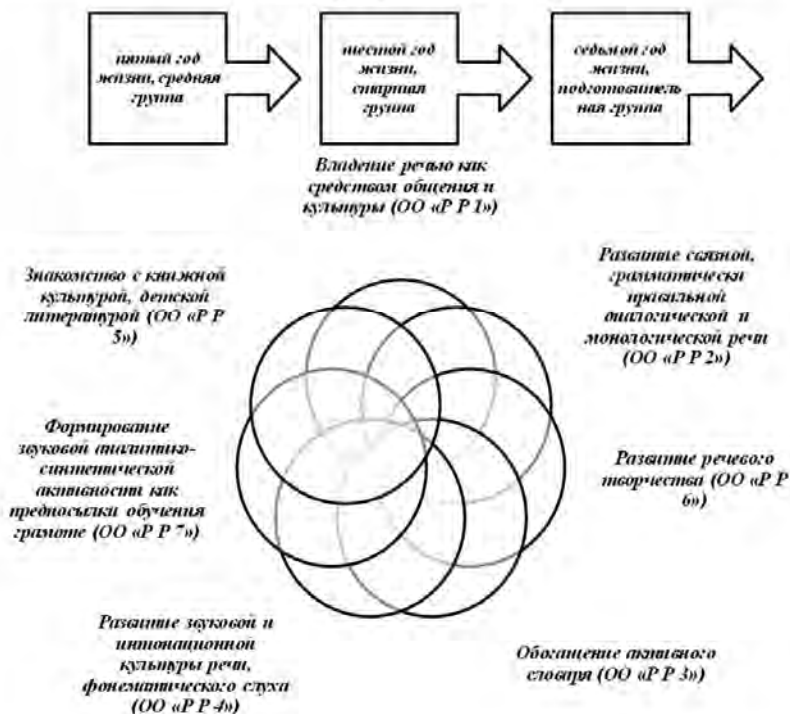 пятый год
жизни, средняя
группа
шестой год
жизни,
старшая
группа
седьмой год
жизни,
подготовитель
ная группа
Владение речью как
средством общения и
культуры (ОО «Р Р 1»)
Развитие связной,
грамматически
правильной
диалогической и
монологической речи
(ОО «Р Р 2»)
Развитие речевого
творчества (ОО «Р Р
6»)
Обогащение активного
словаря (ОО «Р Р 3»)
Развитие звуковой и
интонационной
культуры речи,
фонематического слуха
(ОО «Р Р 4»)
Формирование
звуковой аналитико-
синтетической
активности как
предпосылки обучения
грамоте (ОО «Р Р 7»)
Знакомство с книжной
культурой, детской
литературой (ОО «Р Р
5»)